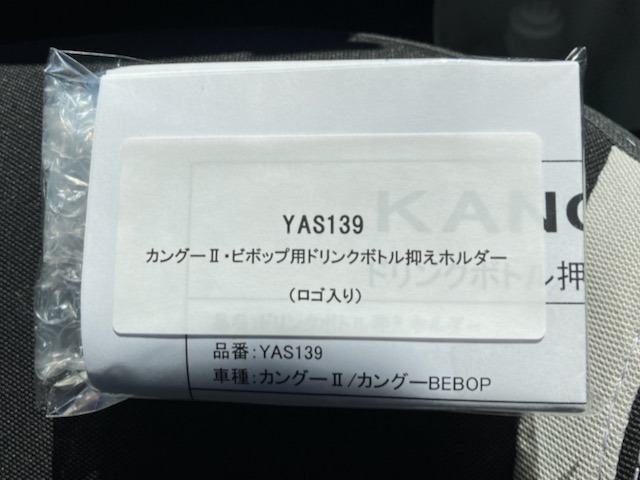 YAS139
カングーⅡ・ビボップ用ドリンクボトル抑えホルダー
（ロゴ入り）
KANG
ドリンクボトル押
品番：YAS139
車種：カングーⅡ/カングーBEBOP